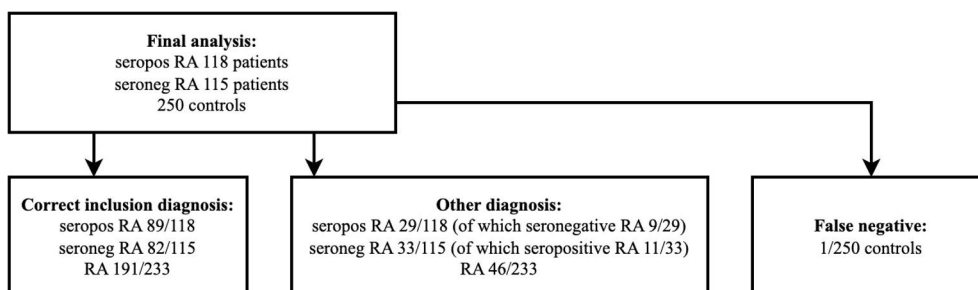 Final analysis:
seropos RA 118 patients
seroneg RA 115 patients
250 controls
Correct inclusion diagnosis:
seropos RA 89/118
seroneg RA 82/115
RA 191/233
Other diagnosis:
seropos RA 29/118 (of which seronegative RA 9/29)
seroneg RA 33/115 (of which seropositive RA 11/33)
RA 46/233
False negative:
1/250 controls